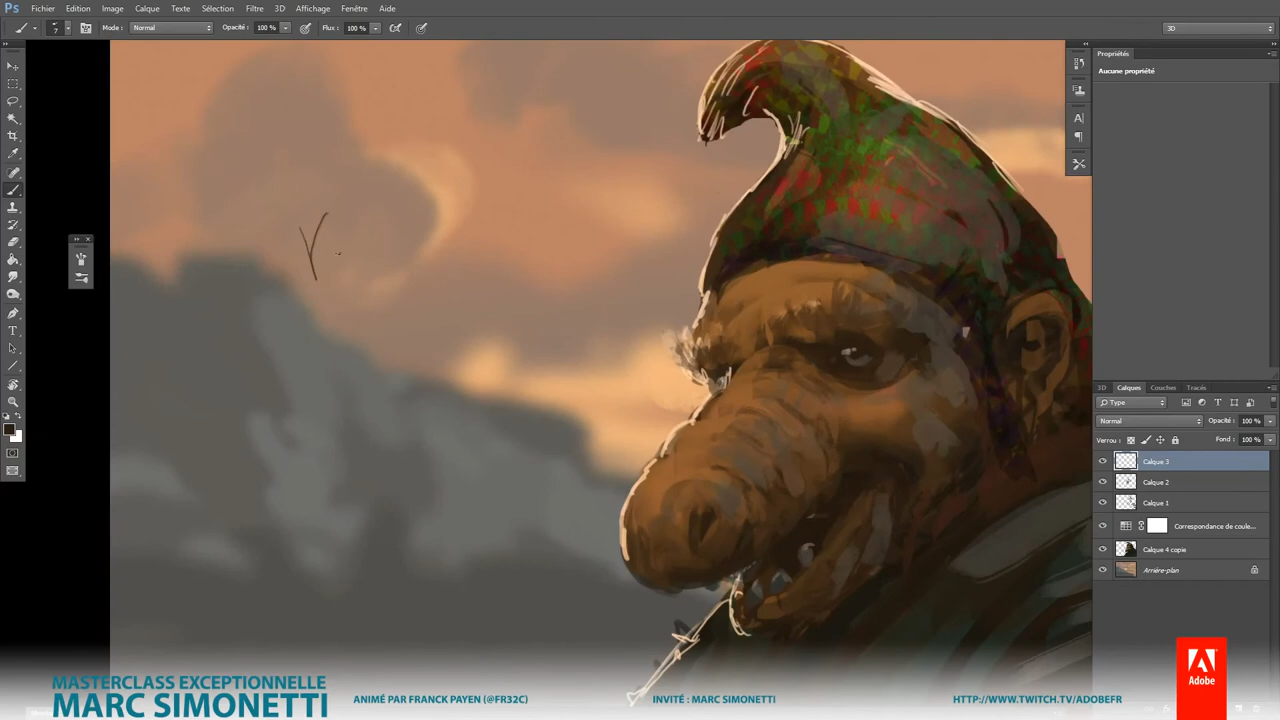 Ps Fichier Edition Image Calque Texte Sélection Filtre 3D Affichage Fenêtre Aide
7 Mode : Normal Opacité : 100 % Flux : 100 % 3D
Propriétés
Aucune propriété
3D Calques Couches Tracés
Type
Normal Opacité : 100 %
Verrou : Fond : 100 %
Calque 3
Calque 2
Calque 1
Correspondance de coule...
Calque 4 copie
Arrière-plan
MASTERCLASS EXCEPTIONNELLE
MARC SIMONETTI
ANIMÉ PAR FRANCK PAYEN (@FR32C) INVITÉ : MARC SIMONETTI HTTP://WWW.TWITCH.TV/ADOBEFR
Adobe